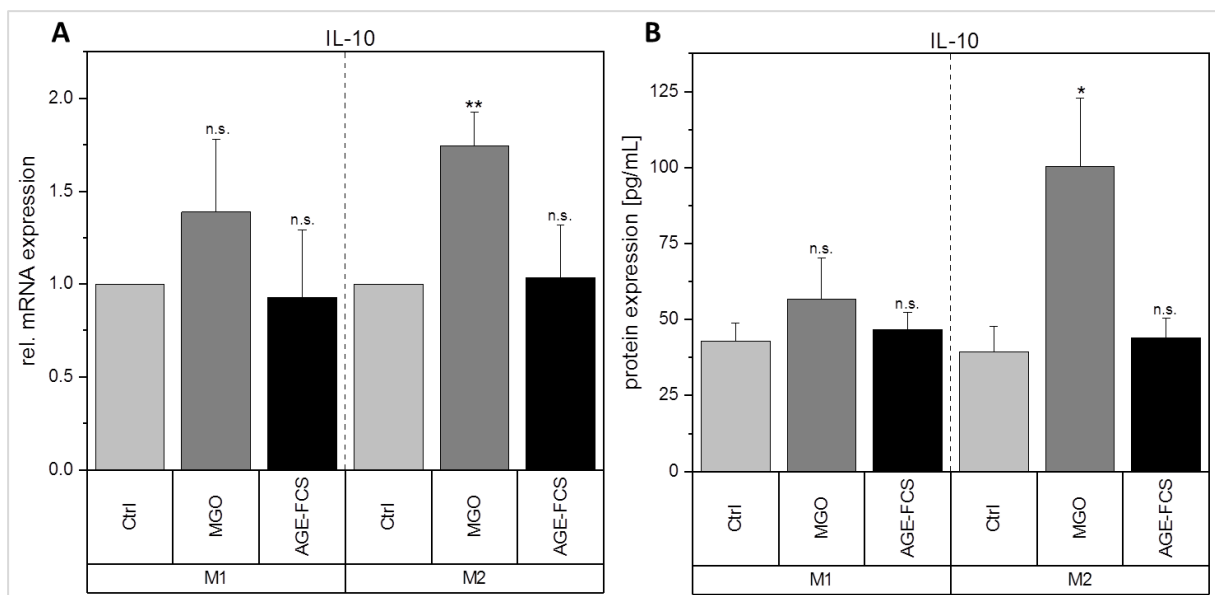 A
IL-10
rel. mRNA expression
2.0
1.5
1.0
0.5
0.0
n.s.
n.s.
**
n.s.
Ctrl
MGO
AGE-FCS
Ctrl
MGO
AGE-FCS
M1
M2
B
IL-10
protein expression [pg/mL]
125
100
75
50
25
0
n.s.
n.s.
*
n.s.
Ctrl
MGO
AGE-FCS
Ctrl
MGO
AGE-FCS
M1
M2